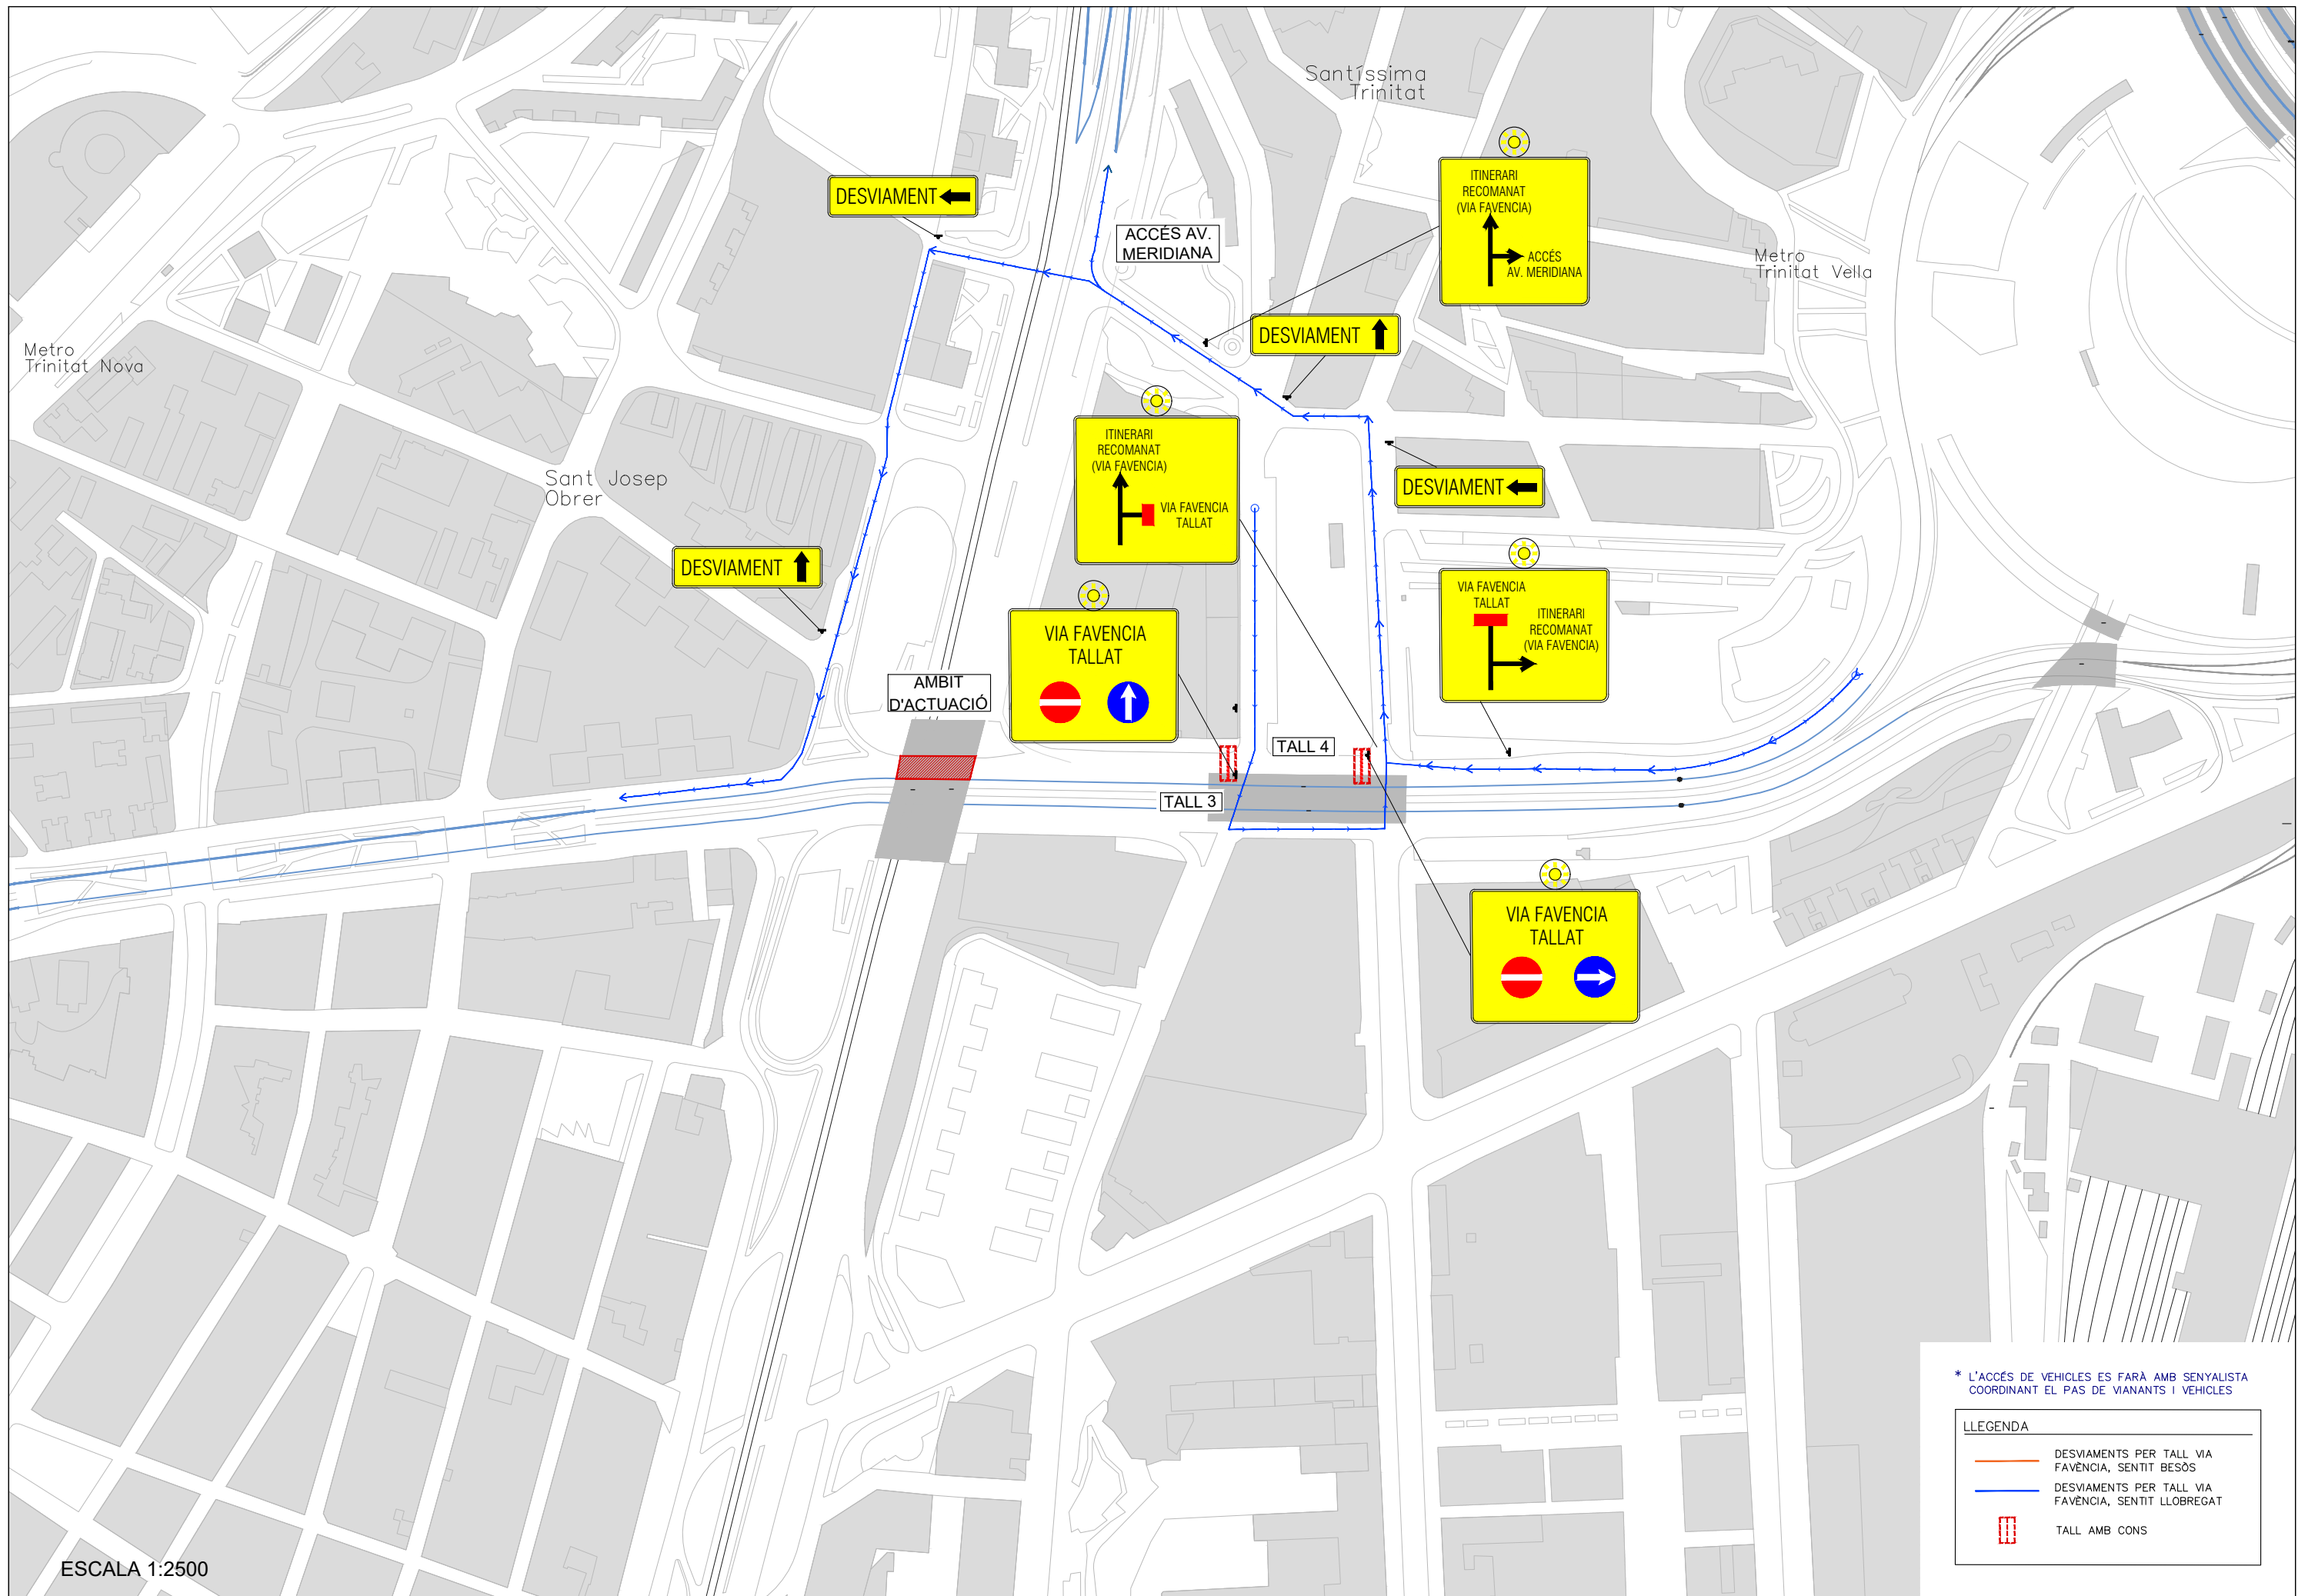 Santíssima
Trinitat
DESVIAMENT
ITINERARI
RECOMANAT
(VIA FAVENCIA)
ACCÉS
AV. MERIDIANA
ACCÉS AV.
MERIDIANA
Metro
Trinitat Vella
DESVIAMENT
Metro
Trinitat Nova
ITINERARI
RECOMANAT
(VIA FAVENCIA)
VIA FAVENCIA
TALLAT
Sant Josep
Obrer
DESVIAMENT
DESVIAMENT
VIA FAVENCIA
TALLAT
ITINERARI
RECOMANAT
(VIA FAVENCIA)
VIA FAVENCIA
TALLAT
AMBIT
D'ACTUACIÓ
TALL 4
TALL 3
VIA FAVENCIA
TALLAT
* L'ACCÉS DE VEHICLES ES FARÀ AMB SENYALISTA
COORDINANT EL PAS DE VIANANTS I VEHICLES
LLEGENDA
DESVIAMENTS PER TALL VIA
FAVÈNCIA, SENTIT BESÒS
DESVIAMENTS PER TALL VIA
FAVÈNCIA, SENTIT LLOBREGAT
TALL AMB CONS
ESCALA 1:2500